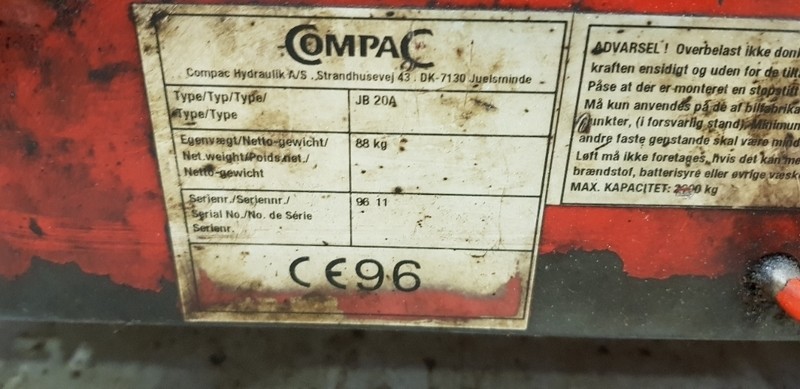 COMPAC
Compac Hydraulik A/S . Strandhusevej 43 . DK-7130 Juelsminde
Type/Typ/Type/
Type/Type
JB 20A
Egenvægt/Netto-gewicht/
Net.weight/Poids.net./
Netto-gewicht
88 kg
Serienr./Seriennr./
Serial No./No. de Série
Serienr.
96 11
CE96
ADVARSEL! Overbelast ikke
kraften ensidigt og uden for de
Påse at der er monteret en stopstift
Må kun anvendes på de af
punkter, (i forsvarlig stand). Minimum
andre faste genstande skal være
Løft må ikke foretages, hvis det kan
brændstof, batterisyre eller øvrige
MAX. KAPACITET: kg